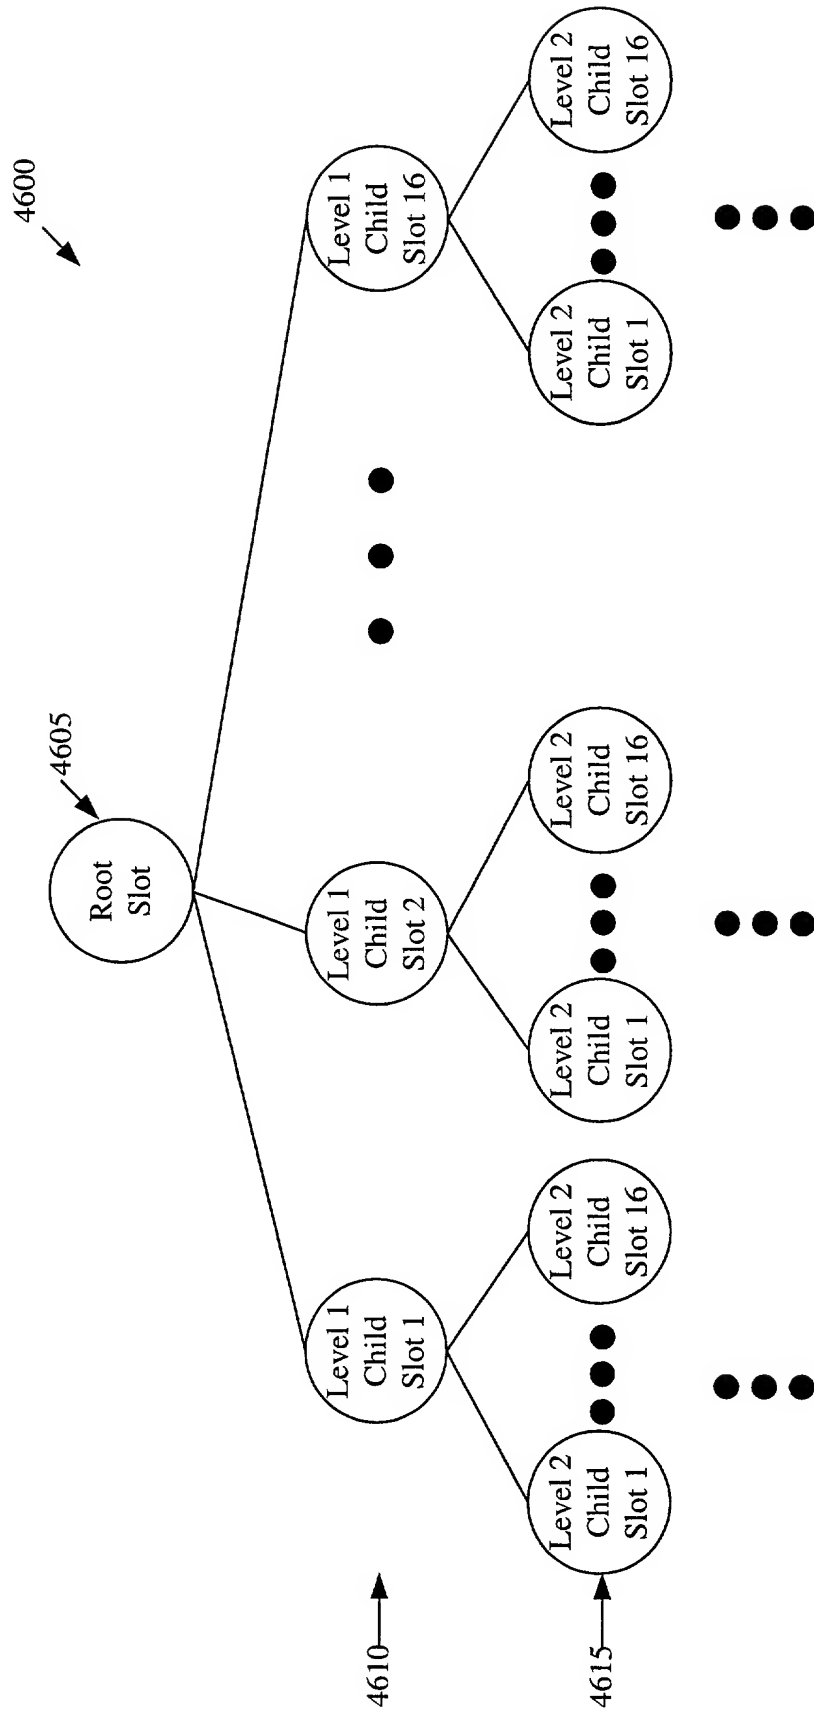 4600
4605
Root
Slot
4610
Level 1
Child
Slot 1
Level 1
Child
Slot 2
Level 1
Child
Slot 16
4615
Level 2
Child
Slot 1
Level 2
Child
Slot 16
Level 2
Child
Slot 1
Level 2
Child
Slot 16
Level 2
Child
Slot 1
Level 2
Child
Slot 16